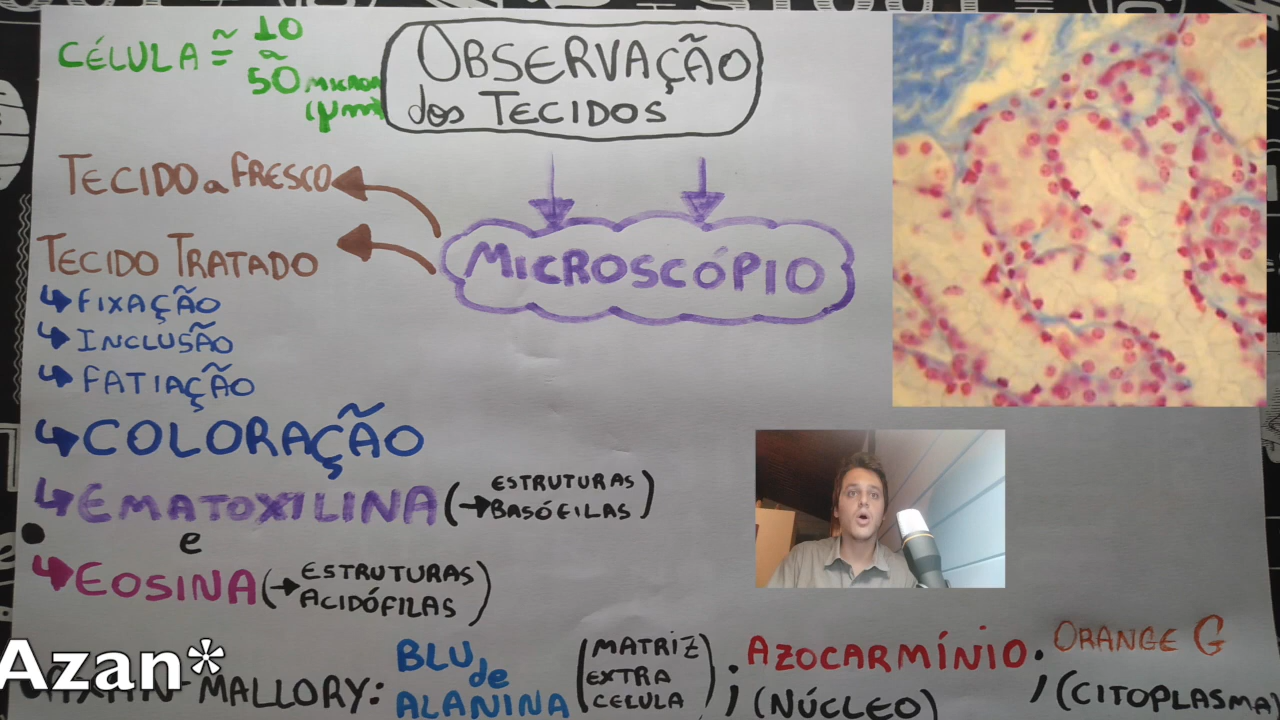 CÉLULA ≅ 10
~
50 MICRON
(μm)
OBSERVAÇÃO
dos TECIDOS
TECIDO a FRESCO
TECIDO TRATADO
↳ FIXAÇÃO
↳ INCLUSÃO
↳ FATIAÇÃO
↳ COLORAÇÃO
MICROSCÓPIO
↳ EMATOXILINA (→ ESTRUTURAS
BASÓFILAS)
e
↳ EOSINA (→ ESTRUTURAS
ACIDÓFILAS)
Azan*
-MALLORY:
BLU de
ALANINA
(MATRIZ
EXTRA
CELULA)
; AZOCARMÍNIO
(NÚCLEO)
; ORANGE G
(CITOPLASMA)